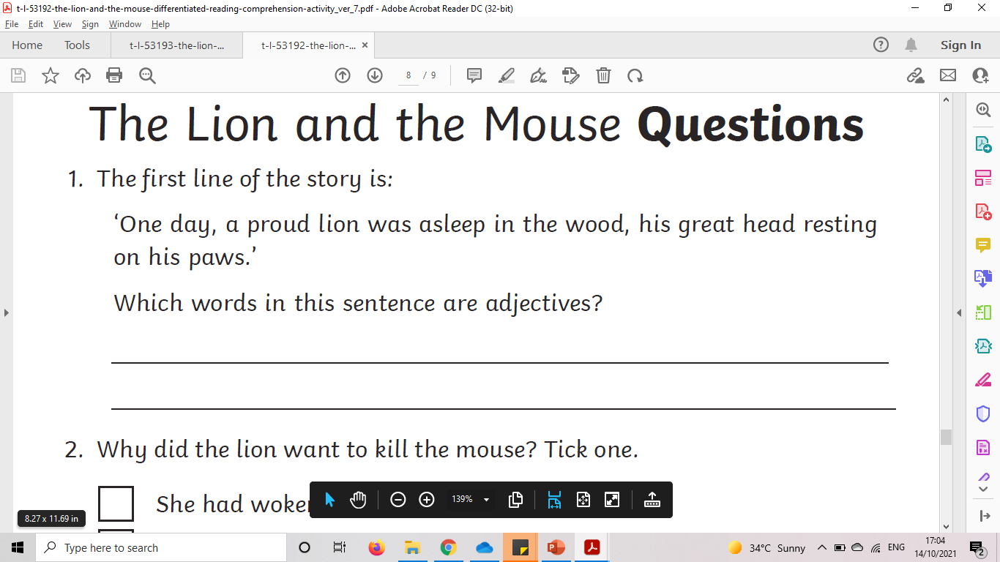 t-l-53192-the-lion-and-the-mouse-differentiated-reading-comprehension-activity_ver_7.pdf - Adobe Acrobat Reader DC (32-bit)
File Edit View Sign Window Help
Home Tools t-l-53193-the-lion-... t-l-53192-the-lion-... × Sign In
8 / 9
The Lion and the Mouse Questions
1. The first line of the story is:
‘One day, a proud lion was asleep in the wood, his great head resting
on his paws.’
Which words in this sentence are adjectives?
2. Why did the lion want to kill the mouse? Tick one.
She had woken
139%
8.27 x 11.69 in
Type here to search
34°C Sunny ENG 17:04
14/10/2021
2